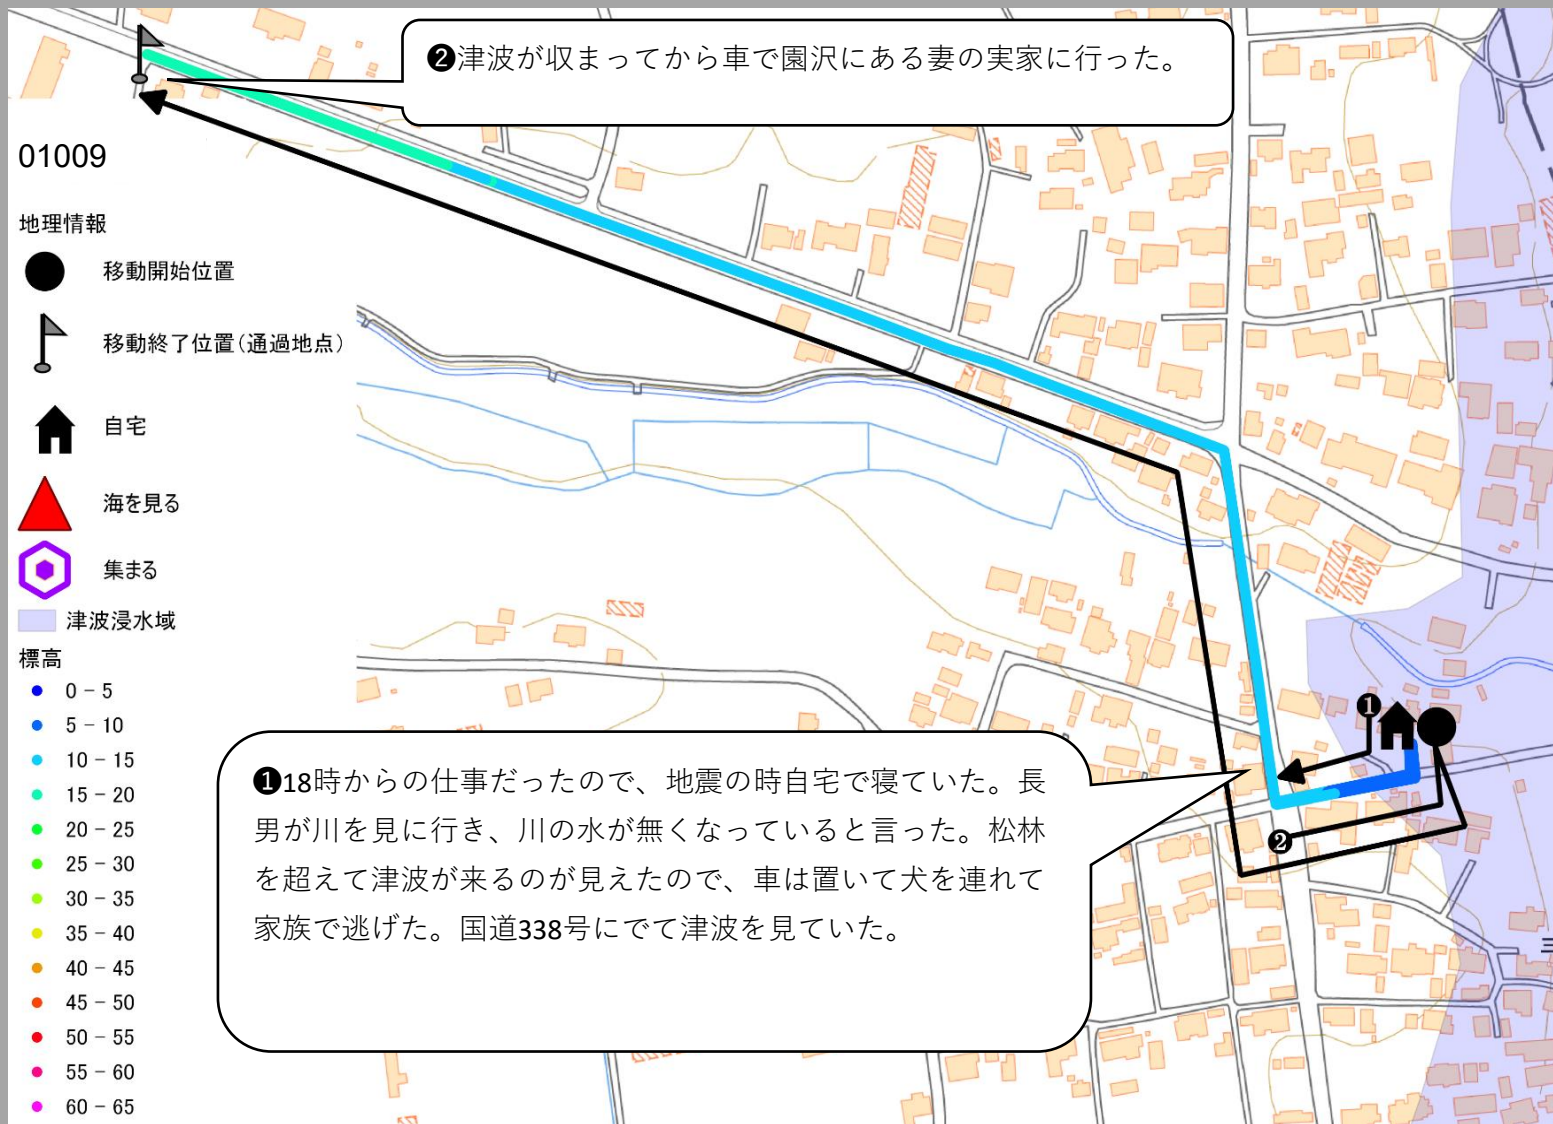 ❷津波が収まってから車で園沢にある妻の実家に行った。
01009
地理情報
移動開始位置
移動終了位置(通過地点)
自宅
海を見る
集まる
津波浸水域
標高
0 – 5
5 – 10
10 – 15
15 – 20
20 – 25
25 – 30
30 – 35
35 – 40
40 – 45
45 – 50
50 – 55
55 – 60
60 – 65
❶
❷
❶18時からの仕事だったので、地震の時自宅で寝ていた。長
男が川を見に行き、川の水が無くなっていると言った。松林
を超えて津波が来るのが見えたので、車は置いて犬を連れて
家族で逃げた。国道338号にでて津波を見ていた。
三